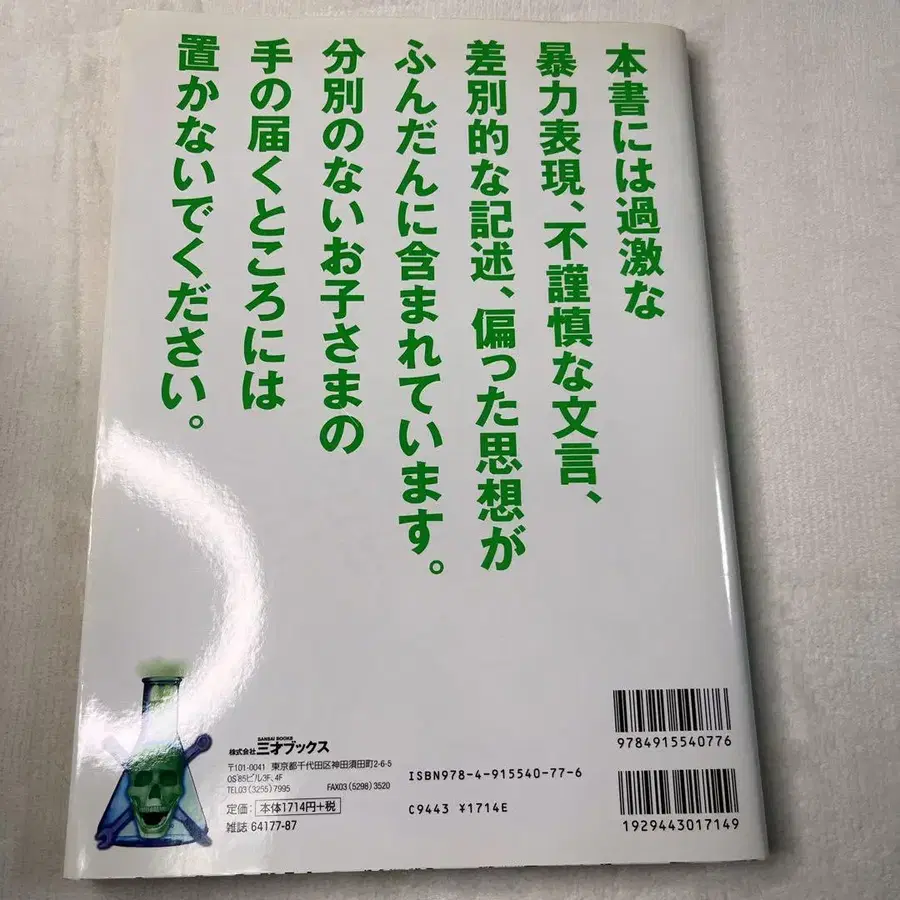 本書には過激な
暴力表現、不謹慎な文言、
差別的な記述、偏った思想が
ふんだんに含まれています。
分別のないお子さまの
手の届くところには
置かないでください。
SANSAI BOOKS
株式会社三才ブックス
〒101-0041 東京都千代田区神田須田町2-6-5
OS'85ビル3F、4F
TEL03(3255)7995 FAX03(5298)3520
定価:本体1714円+税
雑誌 64177-87
ISBN978-4-915540-77-6
C9443 ¥1714E
9784915540776
1929443017149